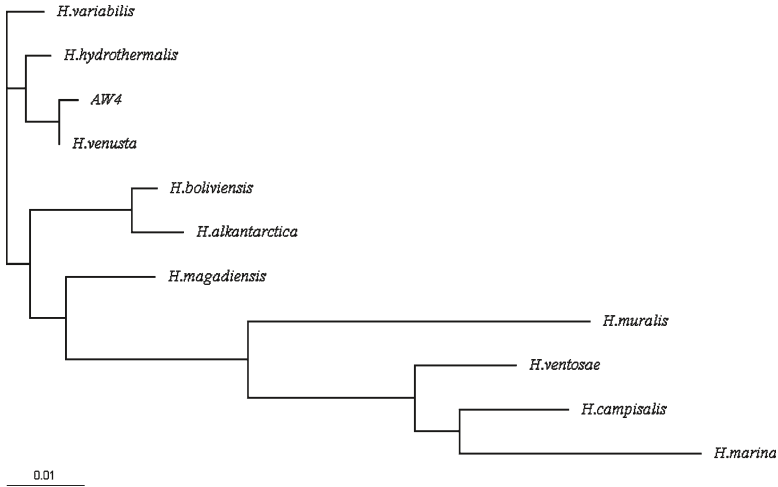 H.variabilis
H.hydrothermalis
AW4
H.venusta
H.boliviensis
H.alkantarctica
H.magadiensis
H.muralis
H.ventosae
H.campisalis
H.marina
0.01